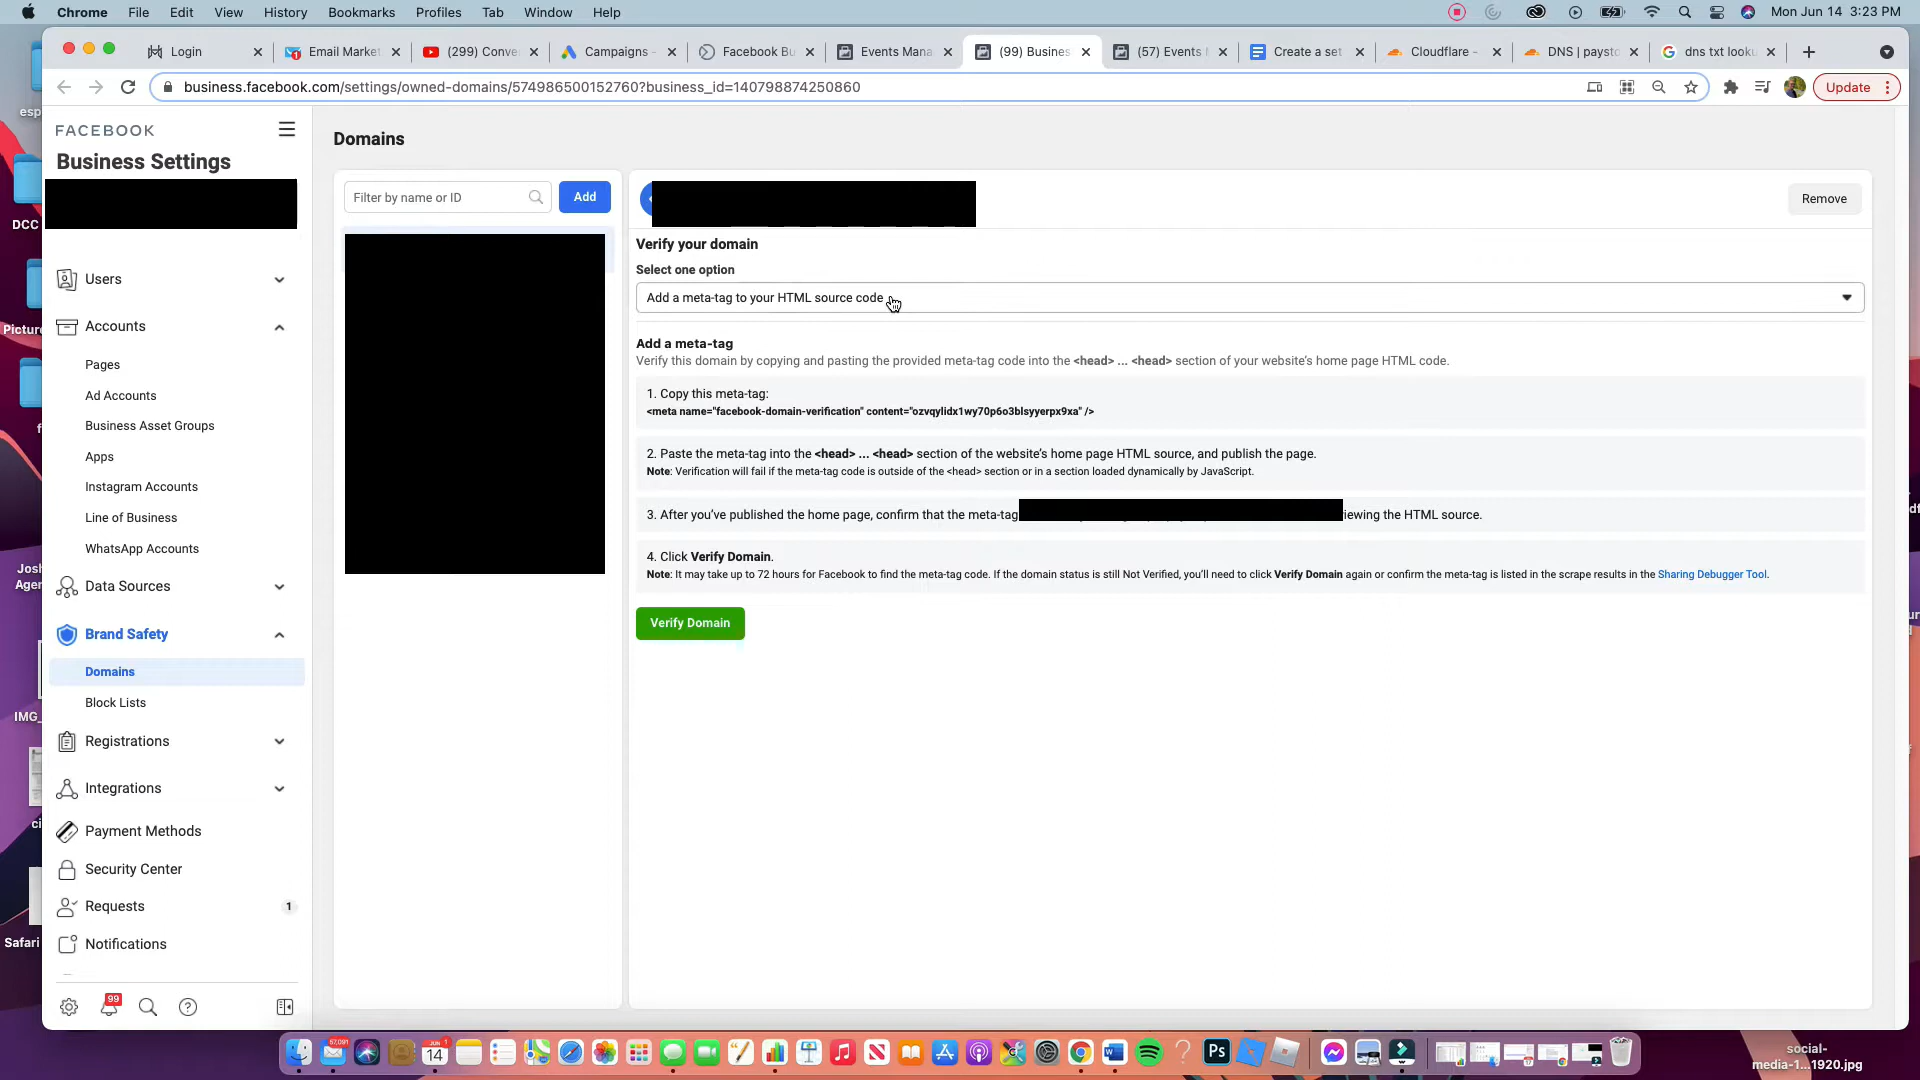 Chrome File Edit View History Bookmarks Profiles Tab Window Help Mon Jun 14 3:23 PM
Login Email Marke (299) Conve Campaigns - Facebook Bu Events Mana (99) Busines (57) Events Create a set Cloudflare - DNS | paysto dns txt looku
business.facebook.com/settings/owned-domains/574986500152760?business_id=140798874250860 Update
FACEBOOK
Business Settings
Users
Accounts
Pages
Ad Accounts
Business Asset Groups
Apps
Instagram Accounts
Line of Business
WhatsApp Accounts
Data Sources
Brand Safety
Domains
Block Lists
Registrations
Integrations
Payment Methods
Security Center
Requests 1
Notifications
99
Domains
Filter by name or ID Add
Remove
Verify your domain
Select one option
Add a meta-tag to your HTML source code
Add a meta-tag
Verify this domain by copying and pasting the provided meta-tag code into the <head> ... <head> section of your website's home page HTML code.
1. Copy this meta-tag:
<meta name="facebook-domain-verification" content="ozvqylidx1wy70p6o3blsyyerpx9xa" />
2. Paste the meta-tag into the <head> ... <head> section of the website's home page HTML source, and publish the page.
Note: Verification will fail if the meta-tag code is outside of the <head> section or in a section loaded dynamically by JavaScript.
3. After you've published the home page, confirm that the meta-tag iewing the HTML source.
4. Click Verify Domain.
Note: It may take up to 72 hours for Facebook to find the meta-tag code. If the domain status is still Not Verified, you'll need to click Verify Domain again or confirm the meta-tag is listed in the scrape results in the Sharing Debugger Tool.
Verify Domain
esp
DCC
Picture
Josh
Agen
IMG_
ci
Safari
57,091
JUN
14
1
Ps
social-
media-1...1920.jpg